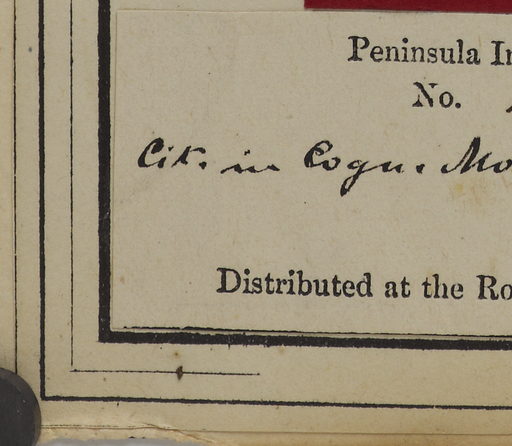 Peninsula In
No.
Cit. in Cogn. Mo
Distributed at the Ro